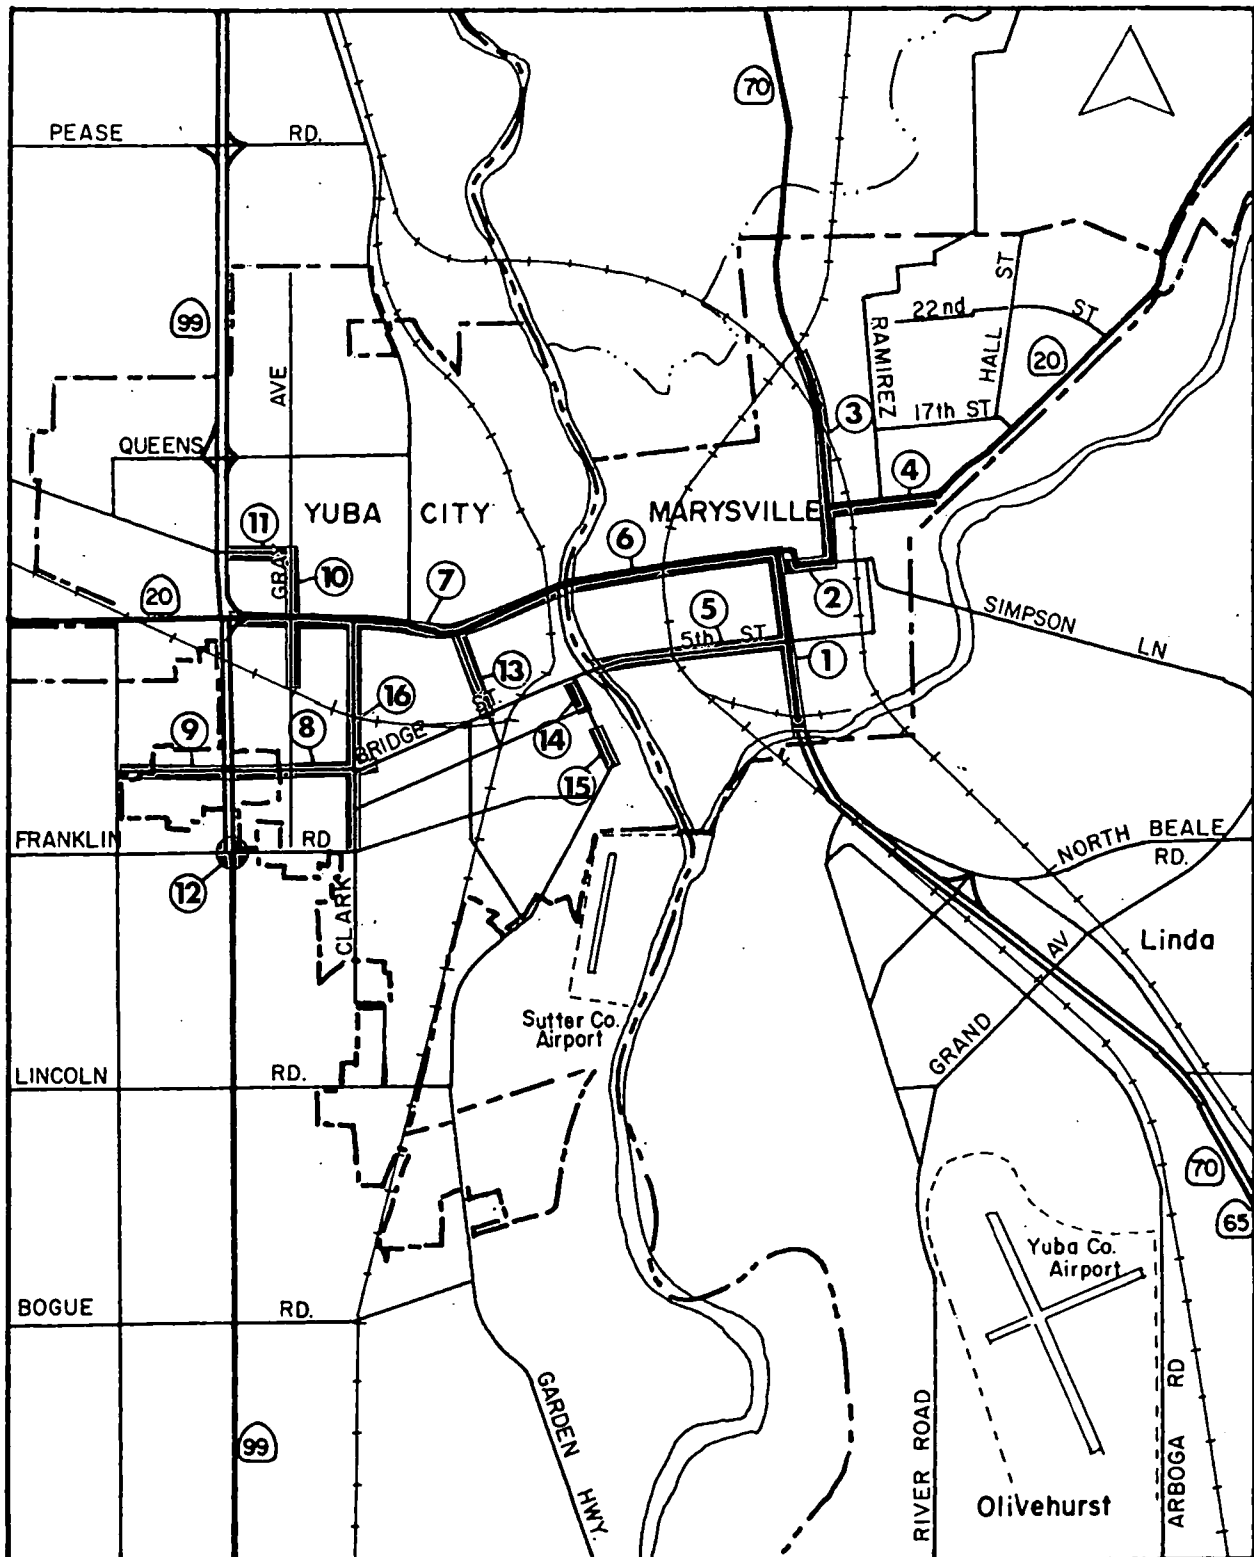 70
PEASE RD.
99
22nd ST
HALL ST
RAMIREZ
20
AVE
17th ST
3
QUEENS
4
YUBA CITY
MARYSVILLE
11
GRAY
10
6
7
2
20
5
5th ST
SIMPSON LN
1
13
ST.
16
14
9
8
BRIDGE
15
FRANKLIN RD
NORTH BEALE RD.
12
CLARK
Linda
GRAND AV
Sutter Co.
Airport
LINCOLN RD.
70
65
Yuba Co.
Airport
BOGUE RD.
GARDEN HWY.
99
RIVER ROAD
ARBOGA RD
Olivehurst